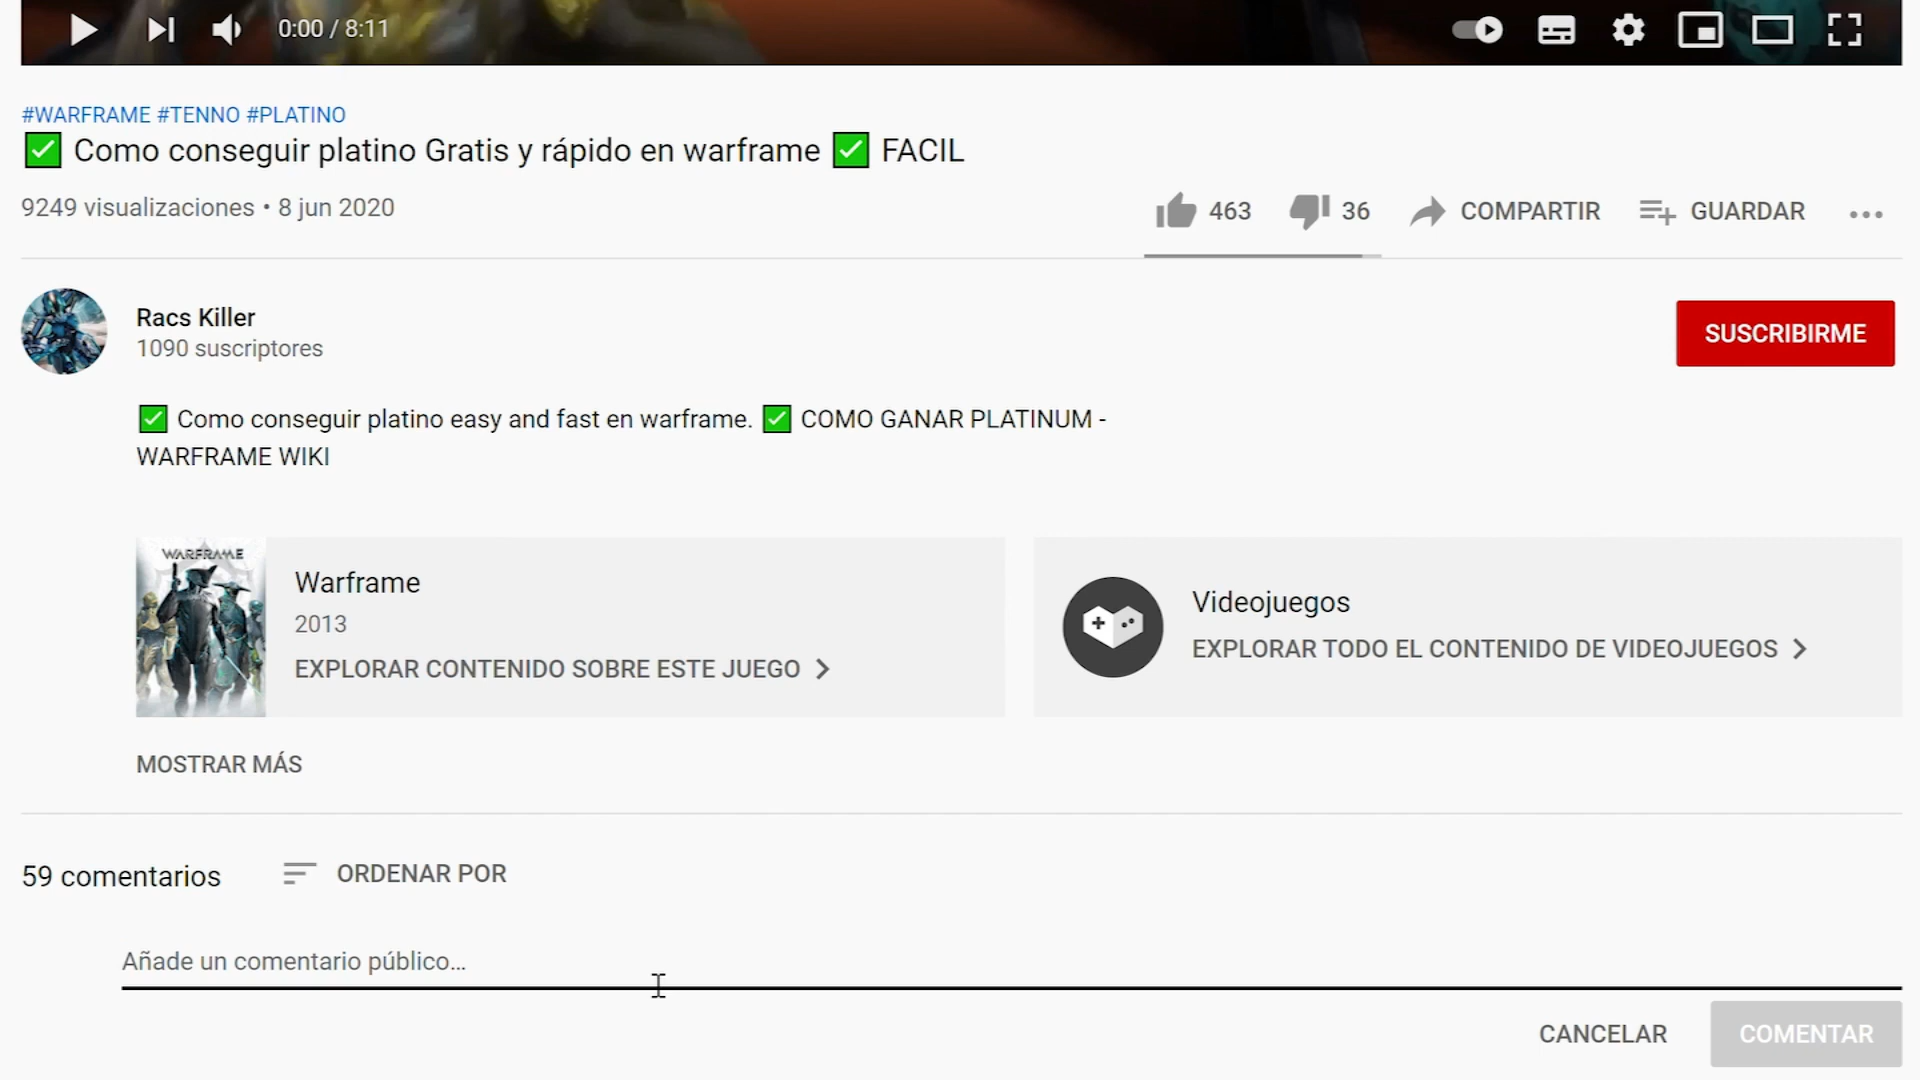 0:00 / 8:11
#WARFRAME #TENNO #PLATINO
✅ Como conseguir platino Gratis y rápido en warframe ✅ FACIL
9249 visualizaciones • 8 jun 2020
463 36 COMPARTIR GUARDAR
Racs Killer
1090 suscriptores
SUSCRIBIRME
✅ Como conseguir platino easy and fast en warframe. ✅ COMO GANAR PLATINUM -
WARFRAME WIKI
WARFRAME
Warframe
2013
EXPLORAR CONTENIDO SOBRE ESTE JUEGO
Videojuegos
EXPLORAR TODO EL CONTENIDO DE VIDEOJUEGOS
MOSTRAR MÁS
59 comentarios ORDENAR POR
Añade un comentario público...
CANCELAR COMENTAR